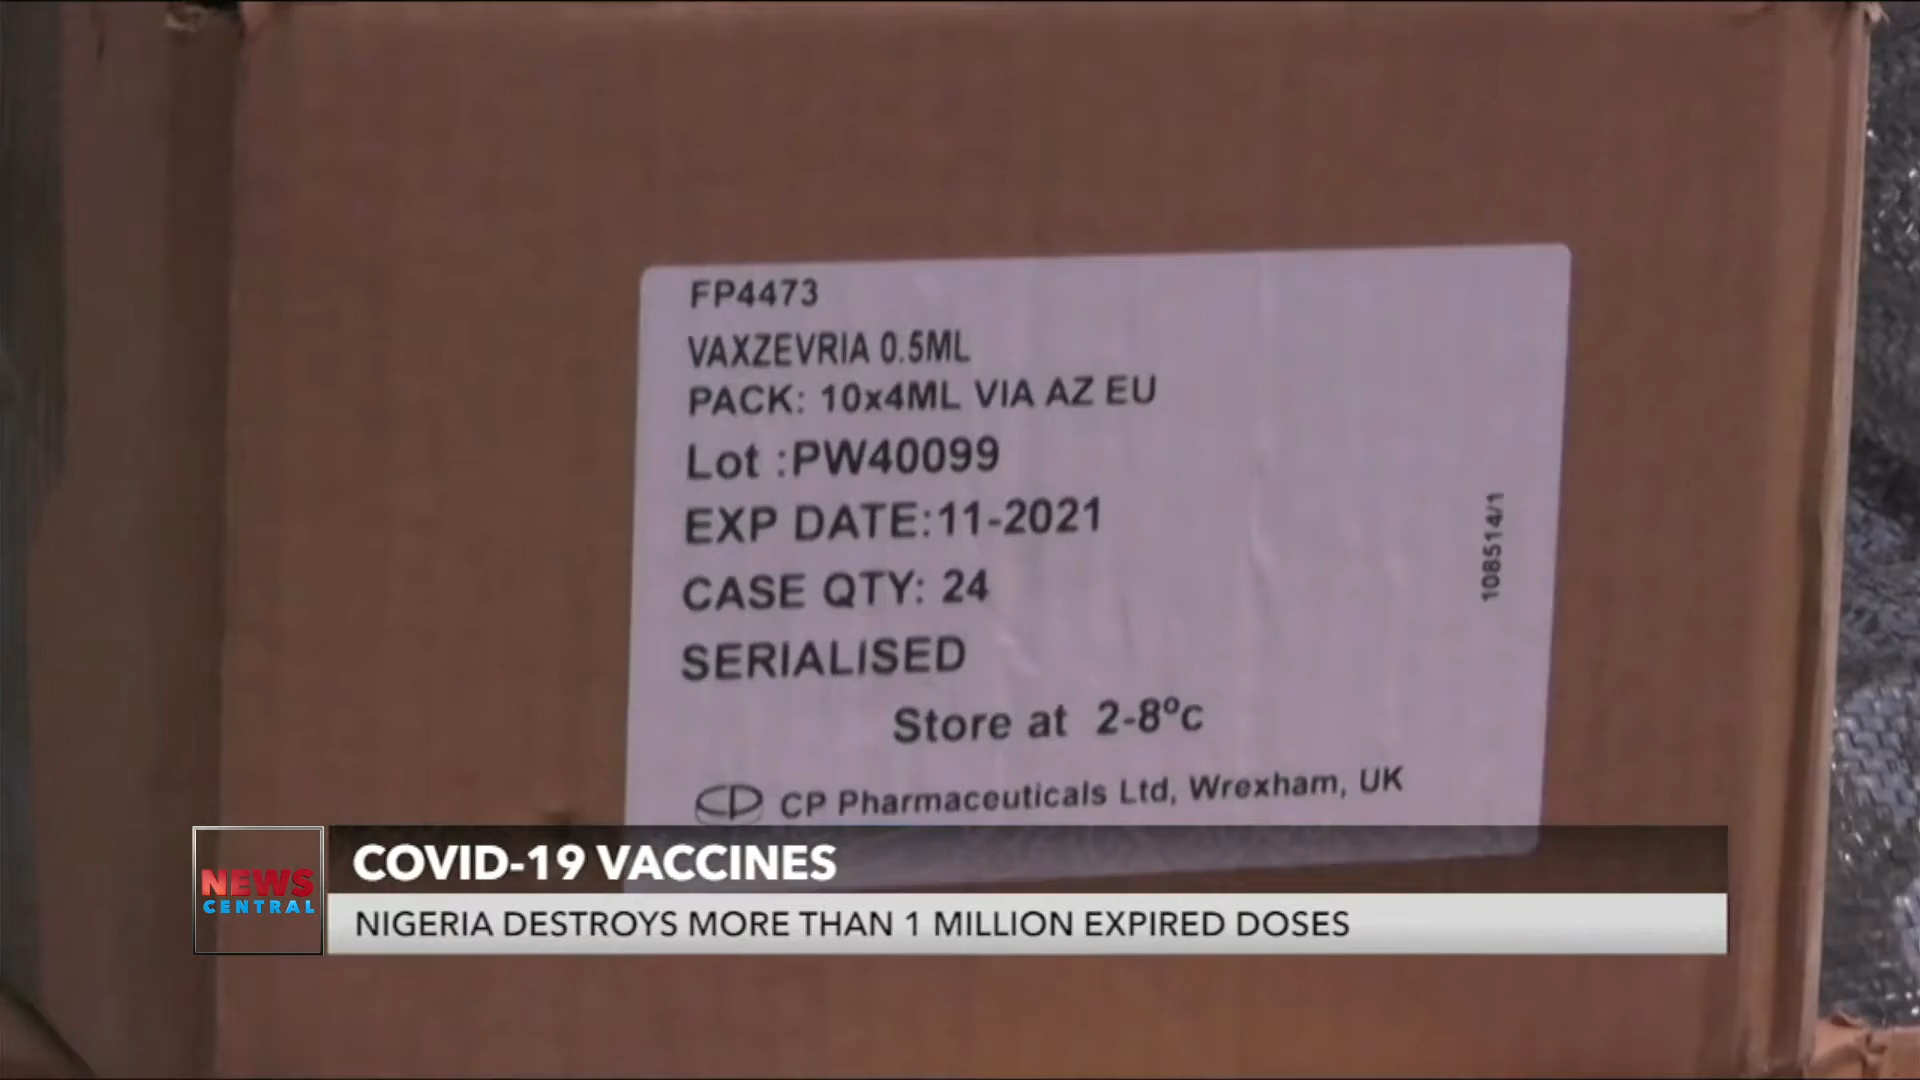 FP4473
VAXZEVRIA 0.5ML
PACK: 10x4ML VIA AZ EU
Lot :PW40099
EXP DATE:11-2021
CASE QTY: 24
SERIALISED
Store at 2-8ºc
CP CP Pharmaceuticals Ltd, Wrexham, UK
108514/1
NEWS
CENTRAL
COVID-19 VACCINES
NIGERIA DESTROYS MORE THAN 1 MILLION EXPIRED DOSES